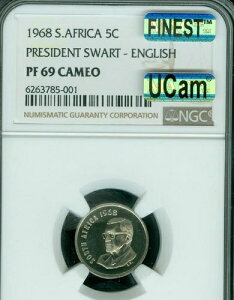 FINEST™
1968 S.AFRICA 5C
PRESIDENT SWART - ENGLISH
PF 69 CAMEO
UCam
6263785-001
NUMISMATIC GUARANTY CORPORATION
NGC
SOUTH AFRICA 1968